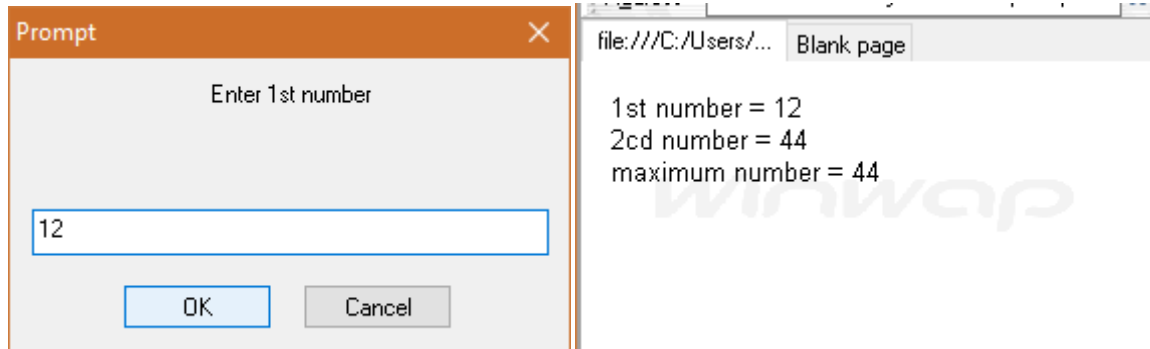 Prompt
Enter 1st number
12
OK
Cancel
file:///C:/Users/...
Blank page
1st number = 12
2cd number = 44
maximum number = 44
winwap